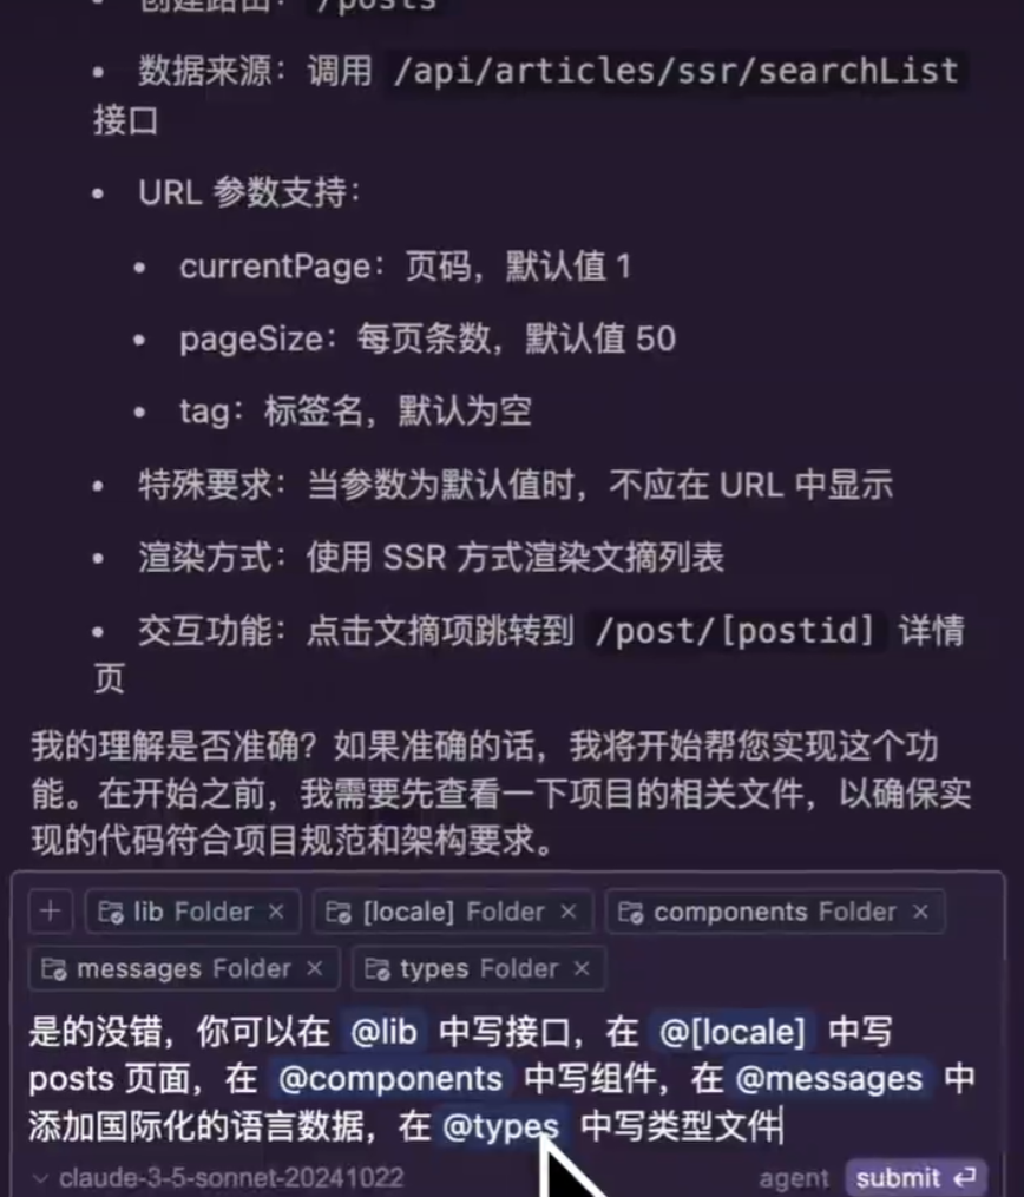 • 创建路由： /posts
• 数据来源：调用 /api/articles/ssr/searchList
接口
• URL 参数支持：
• currentPage：页码，默认值 1
• pageSize：每页条数，默认值 50
• tag：标签名，默认为空
• 特殊要求：当参数为默认值时，不应在 URL 中显示
• 渲染方式：使用 SSR 方式渲染文摘列表
• 交互功能：点击文摘项跳转到 /post/[postid] 详情
页
我的理解是否准确？如果准确的话，我将开始帮您实现这个功
能。在开始之前，我需要先查看一下项目的相关文件，以确保实
现的代码符合项目规范和架构要求。
+ lib Folder × [locale] Folder × components Folder ×
messages Folder × types Folder ×
是的没错，你可以在 @lib 中写接口，在 @[locale] 中写
posts 页面，在 @components 中写组件，在 @messages 中
添加国际化的语言数据，在 @types 中写类型文件
claude-3-5-sonnet-20241022 agent submit